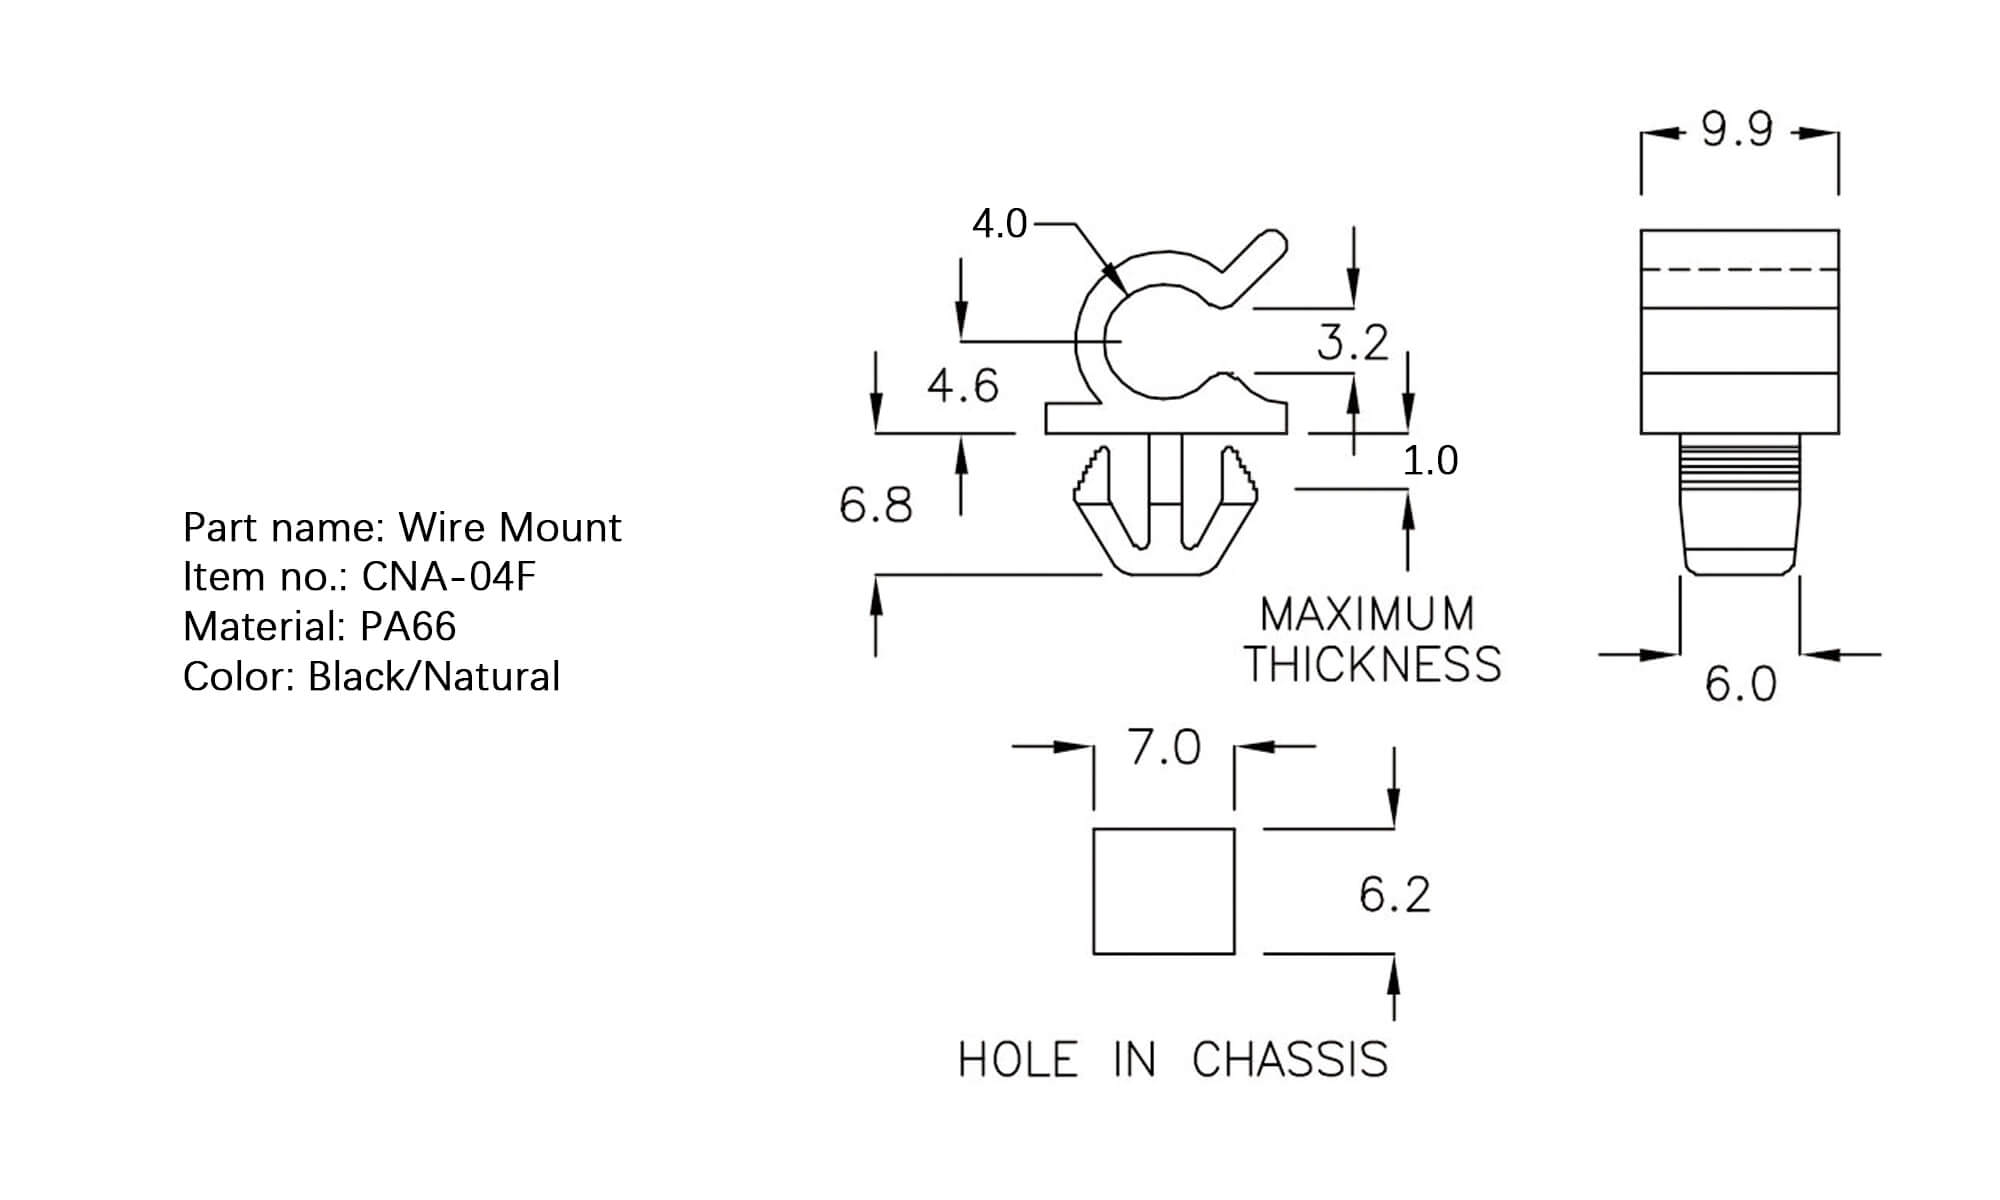 9.9
4.0
3.2
4.6
1.0
6.8
Part name: Wire Mount
Item no.: CNA-04F
Material: PA66
Color: Black/Natural
MAXIMUM
THICKNESS
6.0
7.0
6.2
HOLE IN CHASSIS